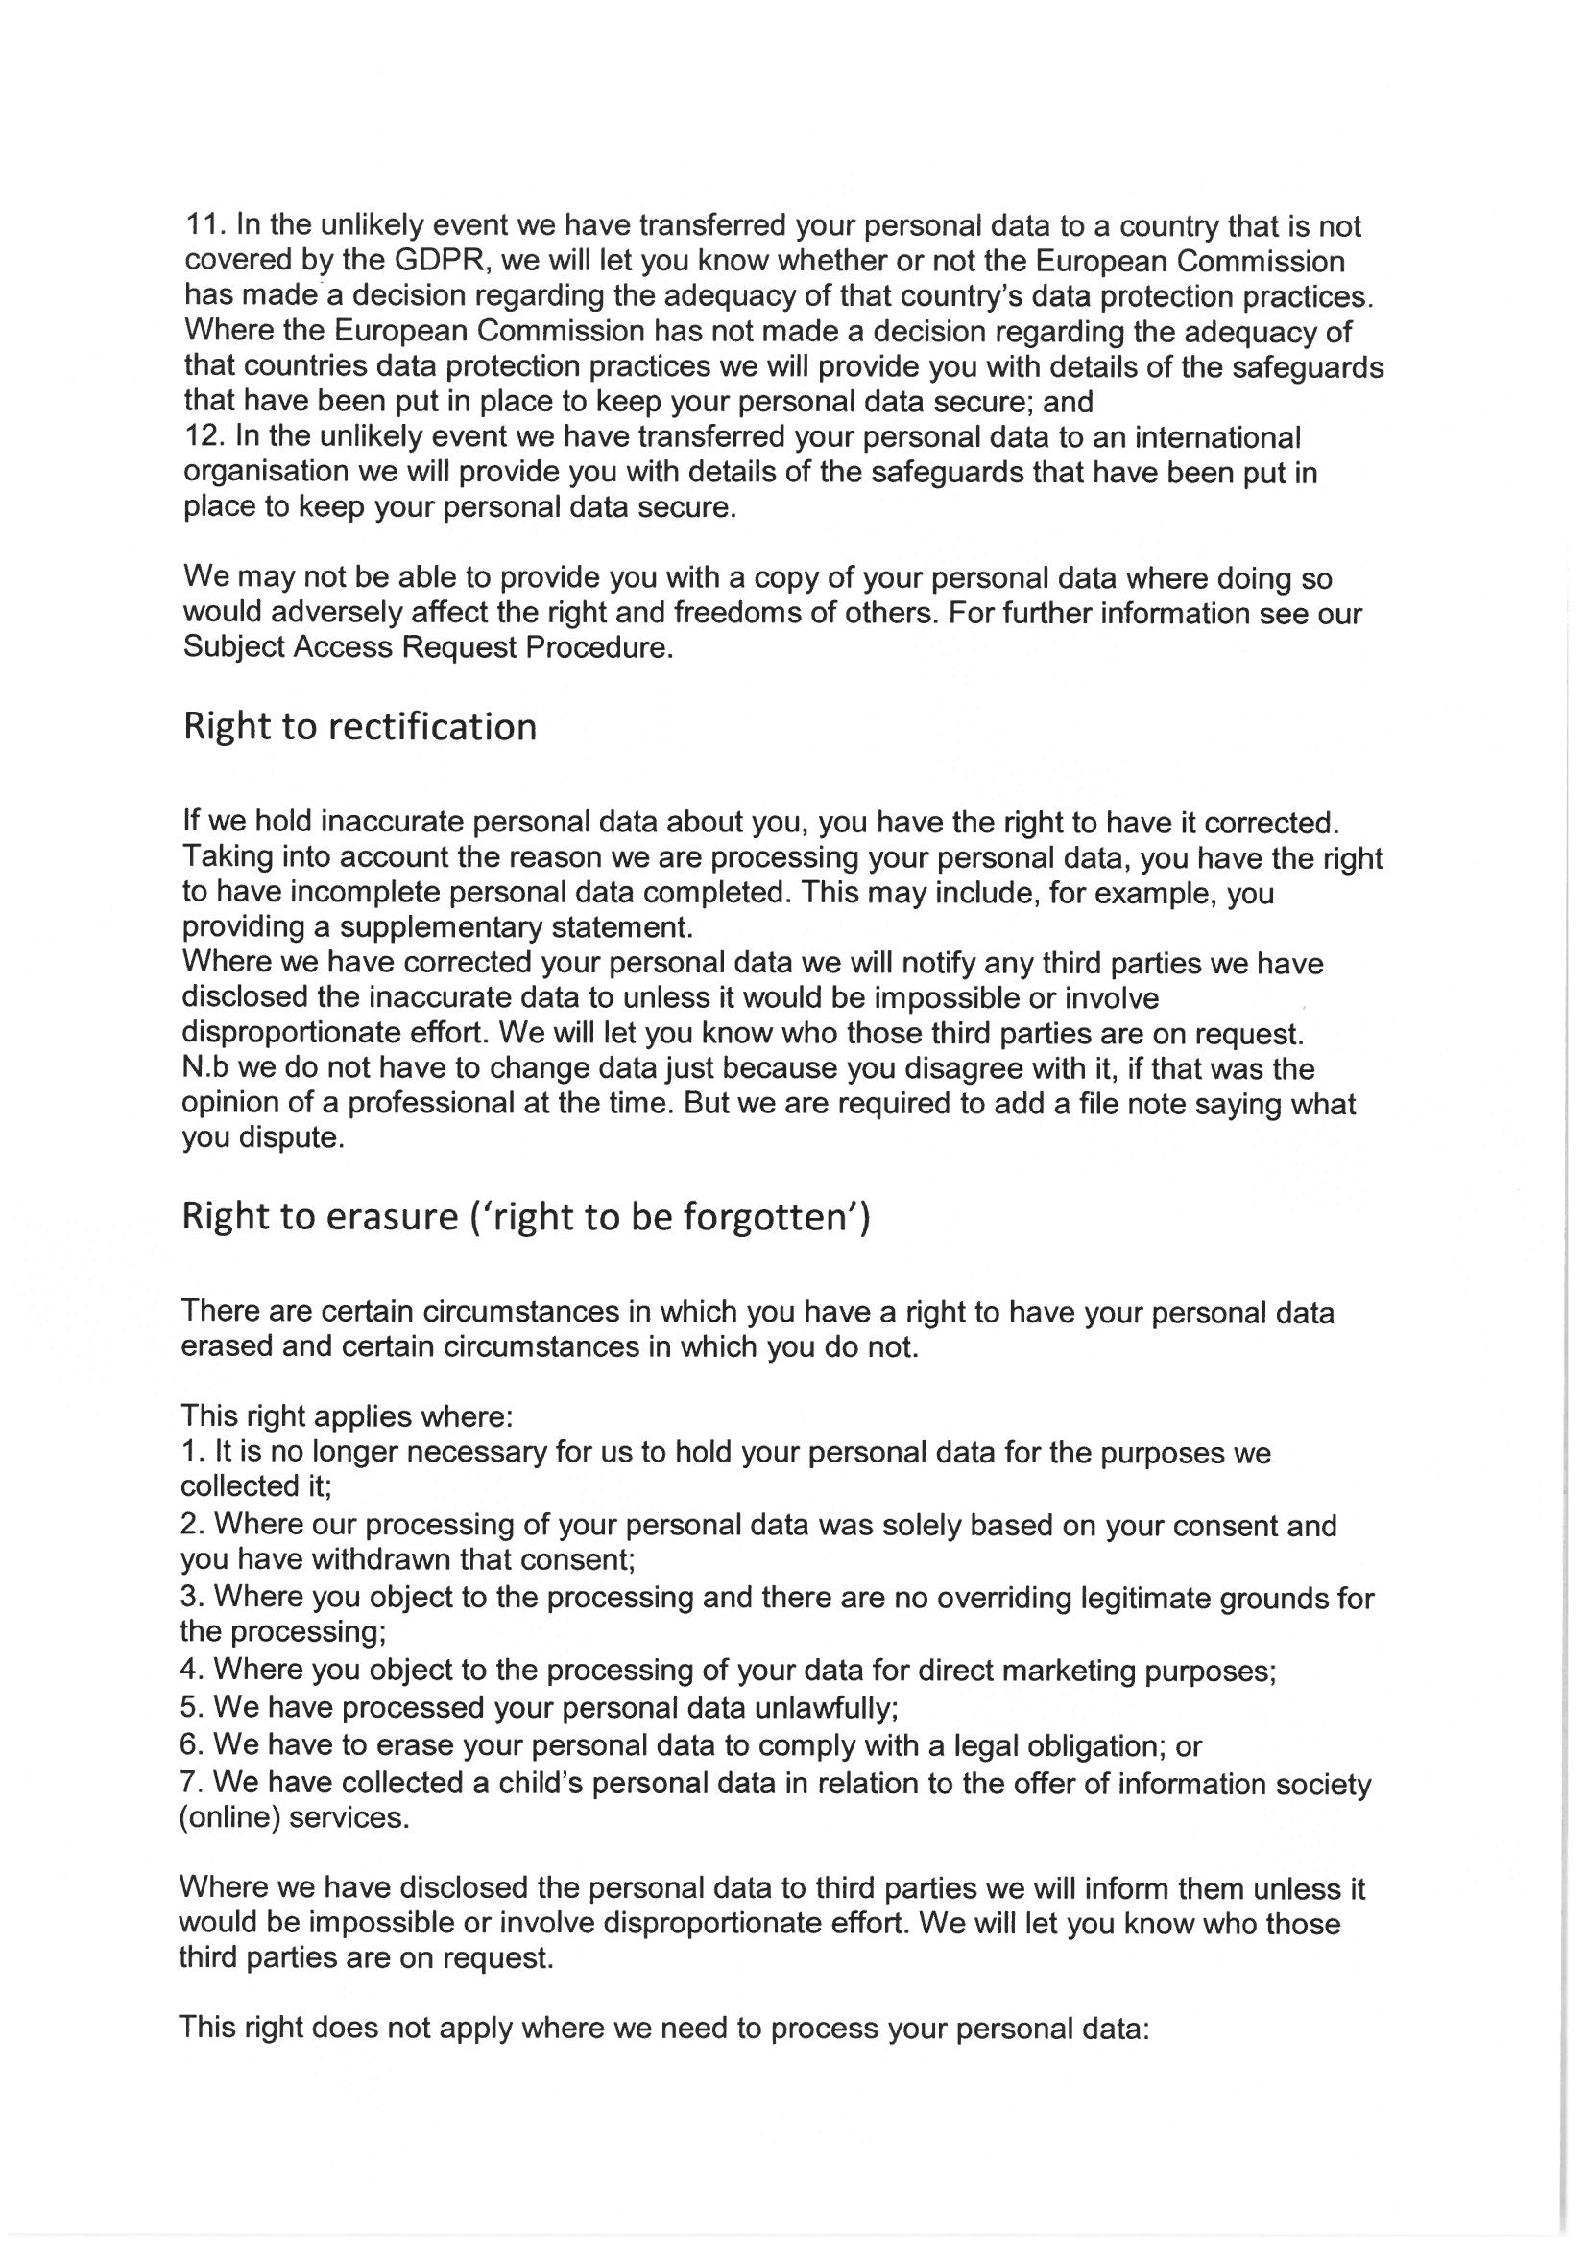 11. In the unlikely event we have transferred your personal data to a country that is not
covered by the GDPR, we will let you know whether or not the European Commission
has made a decision regarding the adequacy of that country's data protection practices.
Where the European Commission has not made a decision regarding the adequacy of
that countries data protection practices we will provide you with details of the safeguards
that have been put in place to keep your personal data secure; and
12. In the unlikely event we have transferred your personal data to an international
organisation we will provide you with details of the safeguards that have been put in
place to keep your personal data secure.

We may not be able to provide you with a copy of your personal data where doing so
would adversely affect the right and freedoms of others. For further information see our
Subject Access Request Procedure.

Right to rectification

If we hold inaccurate personal data about you, you have the right to have it corrected.
Taking into account the reason we are processing your personal data, you have the right
to have incomplete personal data completed. This may include, for example, you
providing a supplementary statement.
Where we have corrected your personal data we will notify any third parties we have
disclosed the inaccurate data to unless it would be impossible or involve
disproportionate effort. We will let you know who those third parties are on request.
N.b we do not have to change data just because you disagree with it, if that was the
opinion of a professional at the time. But we are required to add a file note saying what
you dispute.

Right to erasure (‘right to be forgotten’)

There are certain circumstances in which you have a right to have your personal data
erased and certain circumstances in which you do not.

This right applies where:
1. It is no longer necessary for us to hold your personal data for the purposes we
collected it;
2. Where our processing of your personal data was solely based on your consent and
you have withdrawn that consent;
3. Where you object to the processing and there are no overriding legitimate grounds for
the processing;
4. Where you object to the processing of your data for direct marketing purposes;
5. We have processed your personal data unlawfully;
6. We have to erase your personal data to comply with a legal obligation; or
7. We have collected a child's personal data in relation to the offer of information society
(online) services.

Where we have disclosed the personal data to third parties we will inform them unless it
would be impossible or involve disproportionate effort. We will let you know who those
third parties are on request.

This right does not apply where we need to process your personal data: